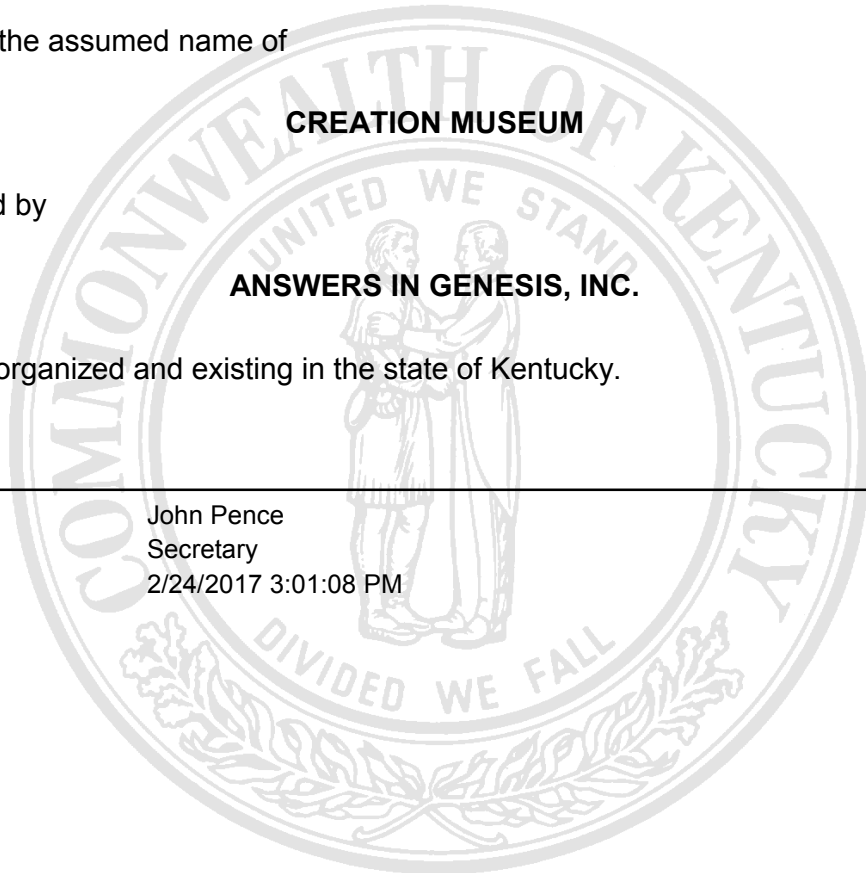 the assumed name of
CREATION MUSEUM
d by
ANSWERS IN GENESIS, INC.
organized and existing in the state of Kentucky.
John Pence
Secretary
2/24/2017 3:01:08 PM
COMMONWEALTH OF KENTUCKY
UNITED WE STAND
DIVIDED WE FALL